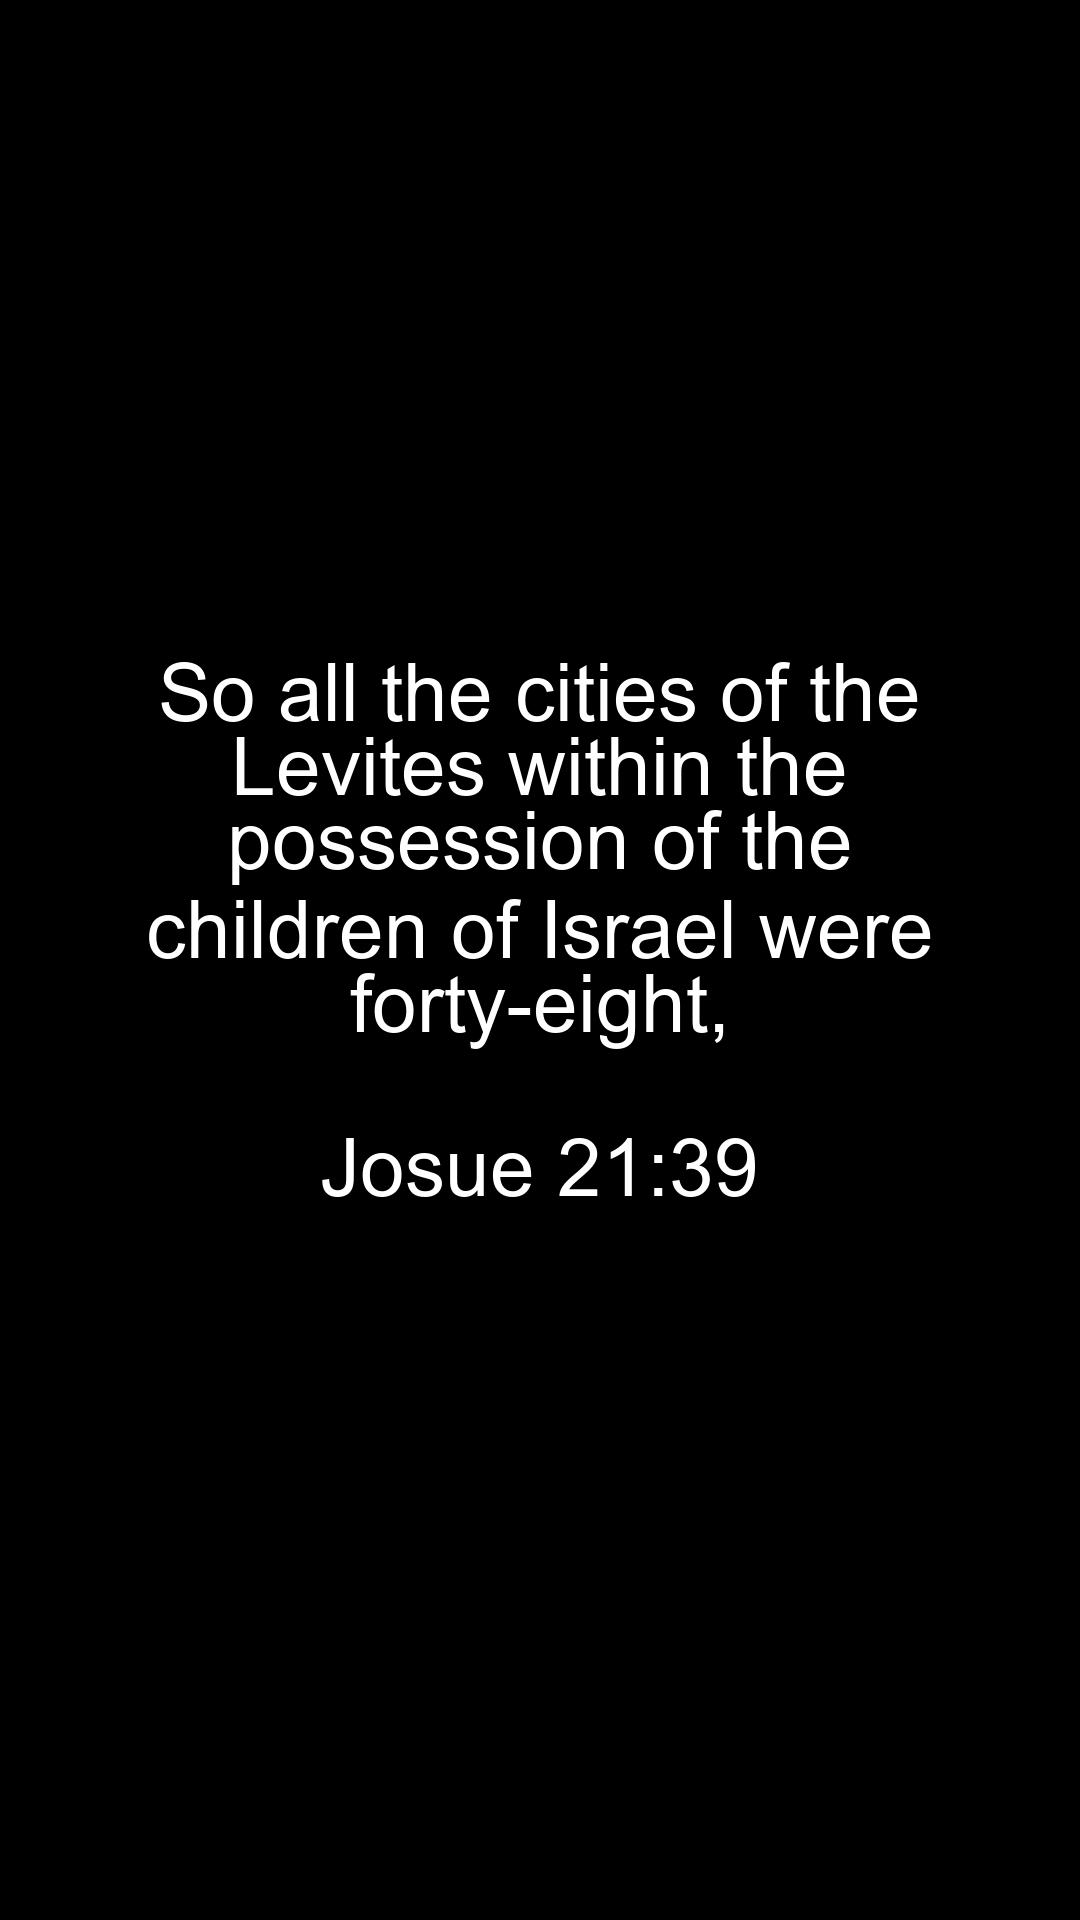 So all the cities of the
Levites within the
possession of the
children of Israel were
forty-eight,
Josue 21:39